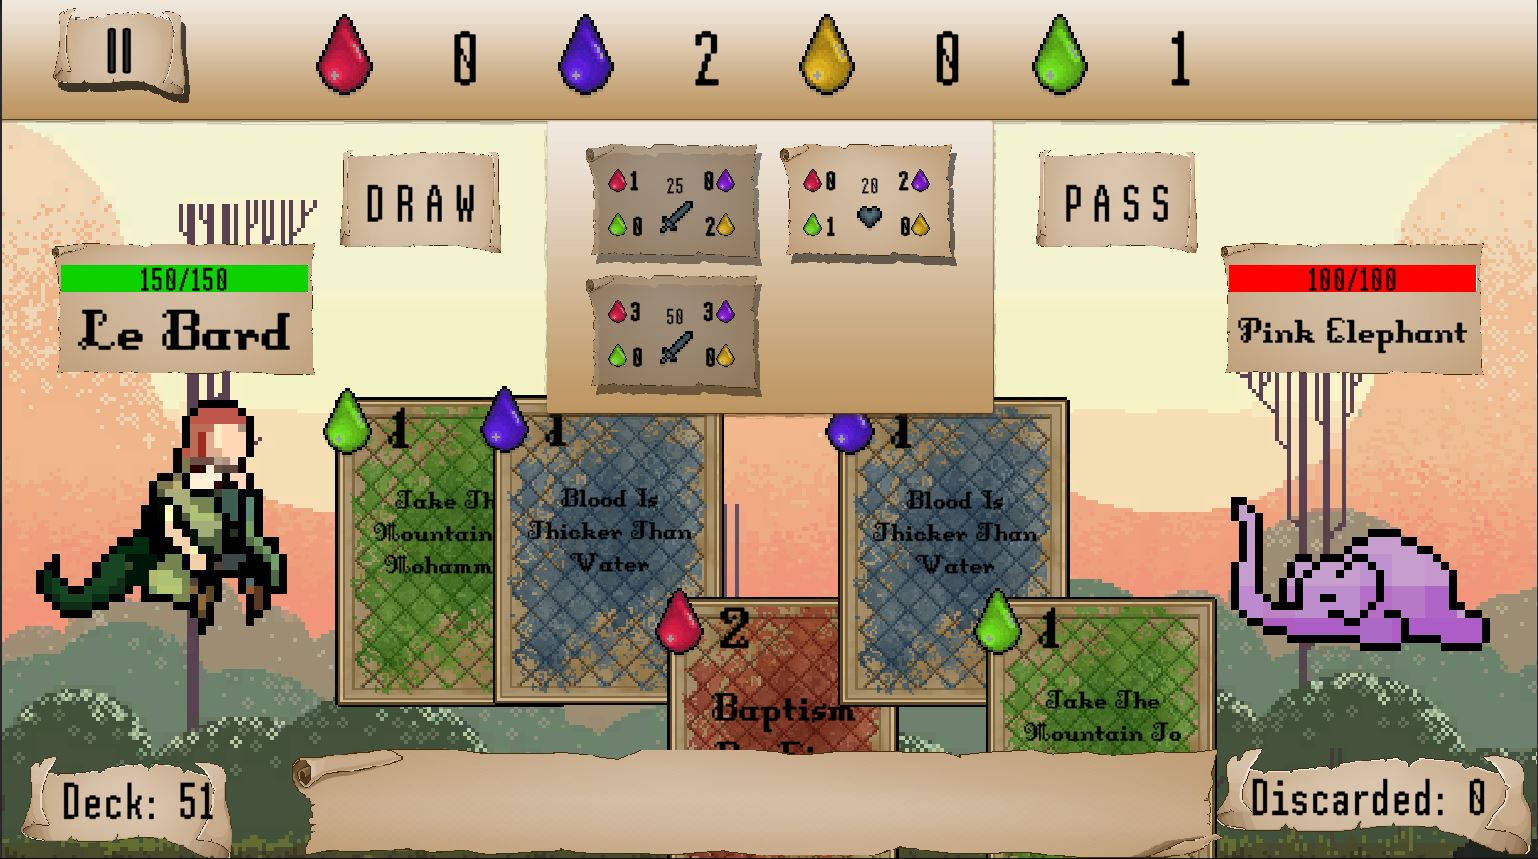 0 2 0 1
DRAW
1 25 0
0 2
0 20 2
1 0
3 50 3
0 0
PASS
150/150
Le Bard
100/100
Pink Elephant
1
Take
Mountain
1
Blood Is
Thicker Than
Water
1
Blood Is
Thicker Than
Water
2
Baptism
1
Take The
Mountain To
Deck: 51
Discarded: 0